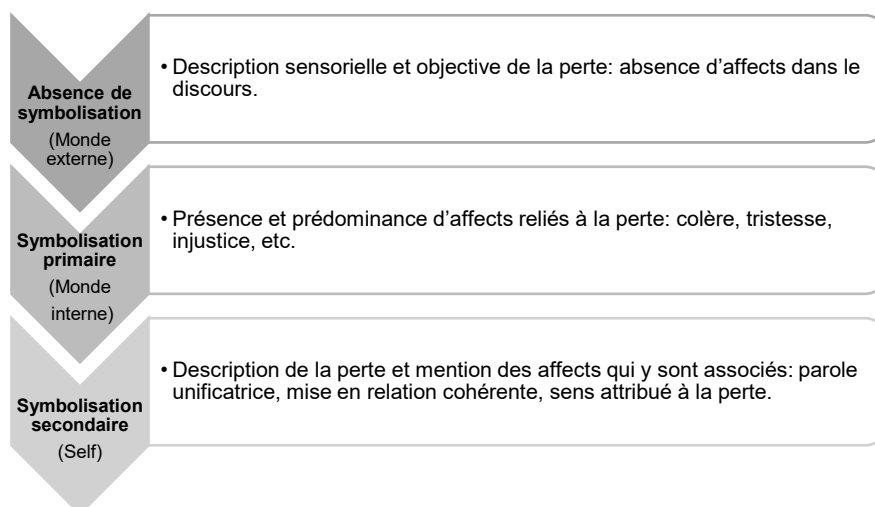 Absence de
symbolisation
(Monde
externe)
• Description sensorielle et objective de la perte: absence d’affects dans le
discours.
Symbolisation
primaire
(Monde
interne)
• Présence et prédominance d’affects reliés à la perte: colère, tristesse,
injustice, etc.
Symbolisation
secondaire
(Self)
• Description de la perte et mention des affects qui y sont associés: parole
unificatrice, mise en relation cohérente, sens attribué à la perte.